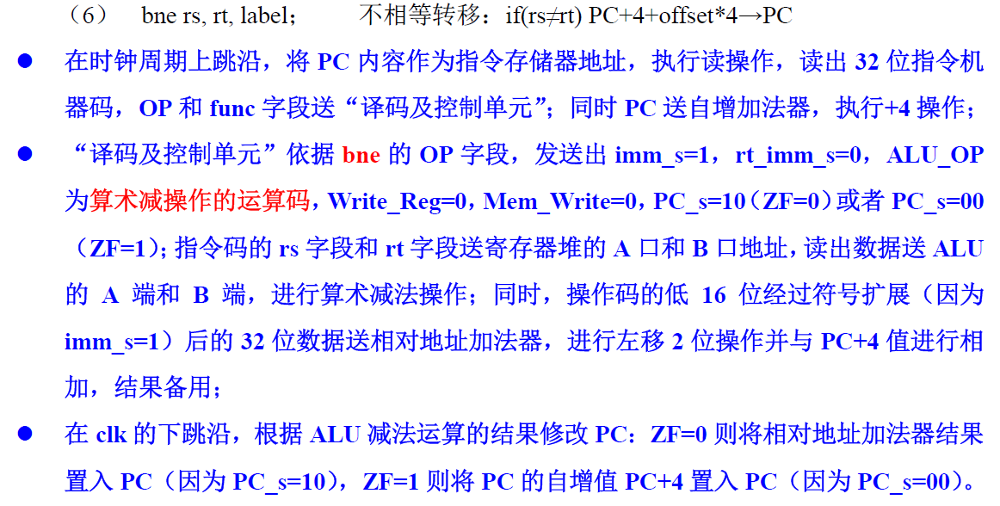 （6） bne rs, rt, label； 不相等转移：if(rs≠rt) PC+4+offset*4→PC
● 在时钟周期上跳沿，将 PC 内容作为指令存储器地址，执行读操作，读出 32 位指令机
器码，OP 和 func 字段送“译码及控制单元”；同时 PC 送自增加法器，执行+4 操作；
● “译码及控制单元”依据 bne 的 OP 字段，发送出 imm_s=1，rt_imm_s=0，ALU_OP
为算术减操作的运算码，Write_Reg=0，Mem_Write=0，PC_s=10（ZF=0）或者 PC_s=00
（ZF=1）；指令码的 rs 字段和 rt 字段送寄存器堆的 A 口和 B 口地址，读出数据送 ALU
的 A 端和 B 端，进行算术减法操作；同时，操作码的低 16 位经过符号扩展（因为
imm_s=1）后的 32 位数据送相对地址加法器，进行左移 2 位操作并与 PC+4 值进行相
加，结果备用；
● 在 clk 的下跳沿，根据 ALU 减法运算的结果修改 PC：ZF=0 则将相对地址加法器结果
置入 PC（因为 PC_s=10），ZF=1 则将 PC 的自增值 PC+4 置入 PC（因为 PC_s=00）。